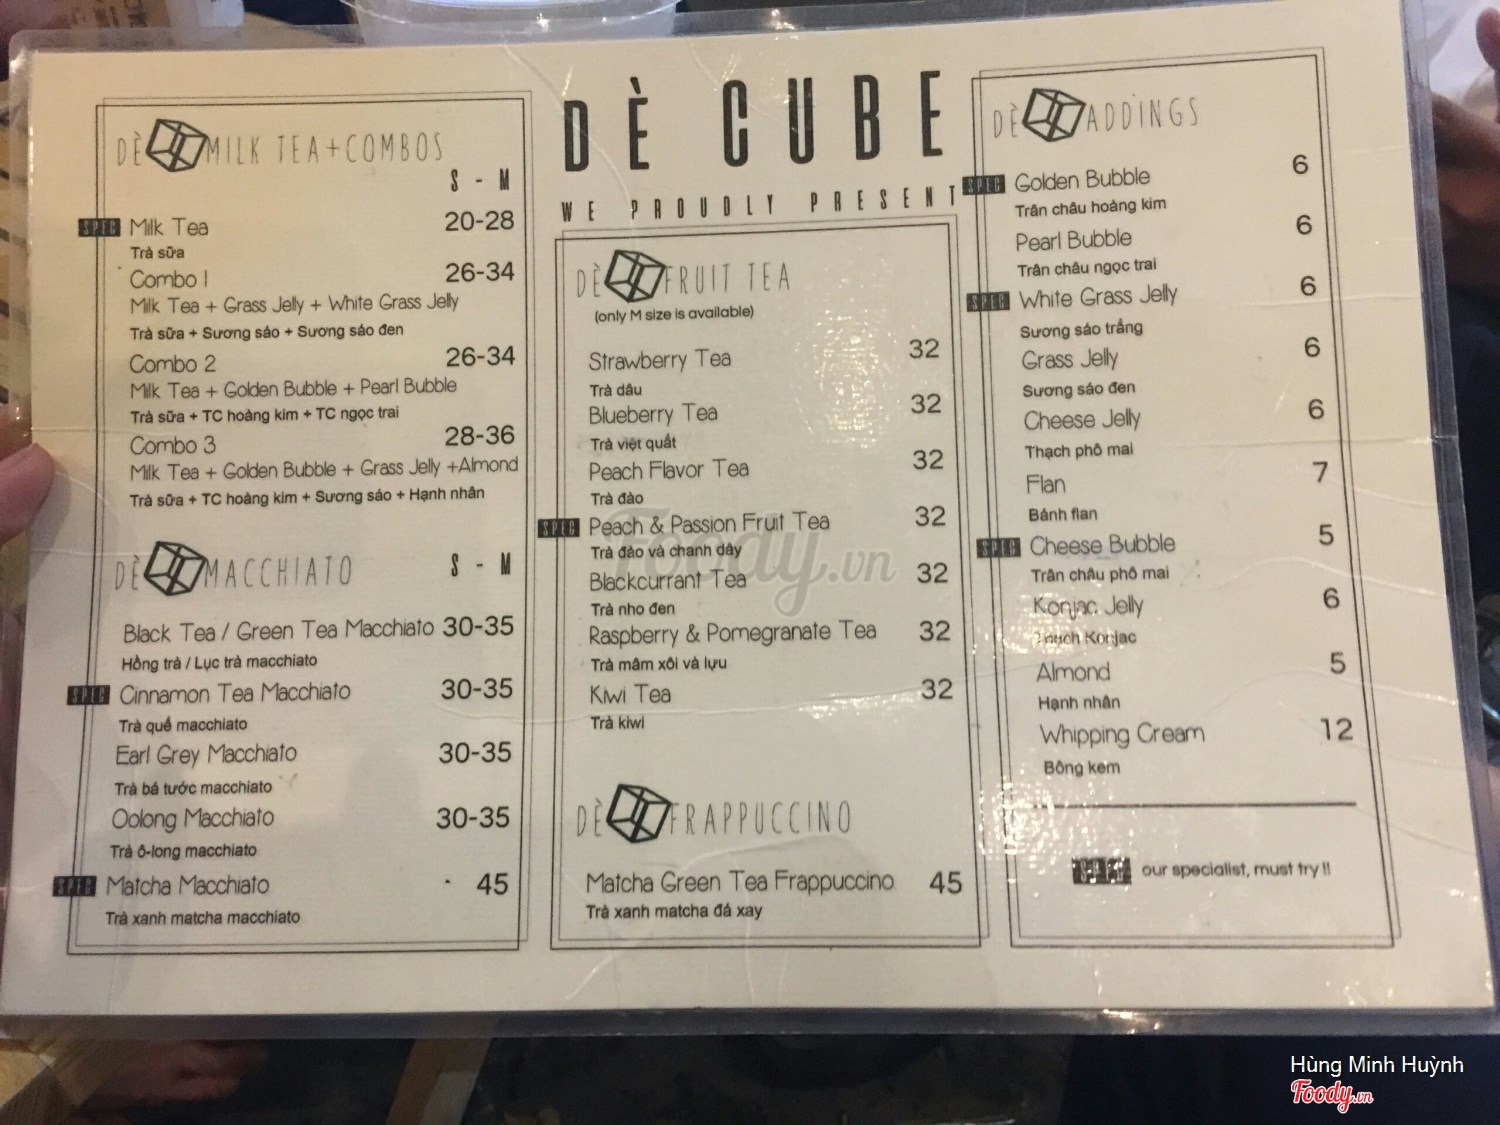 DÈ CUBE
WE PROUDLY PRESENT
DÈ MILK TEA+COMBOS
S - M
SPEC Milk Tea 20-28
Trà sữa
Combo 1 26-34
Milk Tea + Grass Jelly + White Grass Jelly
Trà sữa + Sương sáo + Sương sáo đen
Combo 2 26-34
Milk Tea + Golden Bubble + Pearl Bubble
Trà sữa + TC hoàng kim + TC ngọc trai
Combo 3 28-36
Milk Tea + Golden Bubble + Grass Jelly +Almond
Trà sữa + TC hoàng kim + Sương sáo + Hạnh nhân
DÈ MACCHIATO S - M
Black Tea / Green Tea Macchiato 30-35
Hồng trà / Lục trà macchiato
SPEC Cinnamon Tea Macchiato 30-35
Trà quế macchiato
Earl Grey Macchiato 30-35
Trà bá tước macchiato
Oolong Macchiato 30-35
Trà ô-long macchiato
SPEC Matcha Macchiato 45
Trà xanh matcha macchiato
DÈ FRUIT TEA
(only M size is available)
Strawberry Tea 32
Trà dâu
Blueberry Tea 32
Trà việt quất
Peach Flavor Tea 32
Trà đào
SPEC Peach & Passion Fruit Tea 32
Trà đào và chanh dây
Blackcurrant Tea 32
Trà nho đen
Raspberry & Pomegranate Tea 32
Trà mâm xôi và lựu
Kiwi Tea 32
Trà kiwi
DÈ FRAPPUCCINO
Matcha Green Tea Frappuccino 45
Trà xanh matcha đá xay
DÈ ADDINGS
SPEC Golden Bubble 6
Trân châu hoàng kim
Pearl Bubble 6
Trân châu ngọc trai
SPEC White Grass Jelly 6
Sương sáo trắng
Grass Jelly 6
Sương sáo đen
Cheese Jelly 6
Thạch phô mai
Flan 7
Bánh flan
SPEC Cheese Bubble 5
Trân châu phô mai
Konjac Jelly 6
Thạch Konjac
Almond 5
Hạnh nhân
Whipping Cream 12
Bông kem
SPEC our specialist, must try !!
Foody.vn
Hùng Minh Huỳnh
Foody.vn